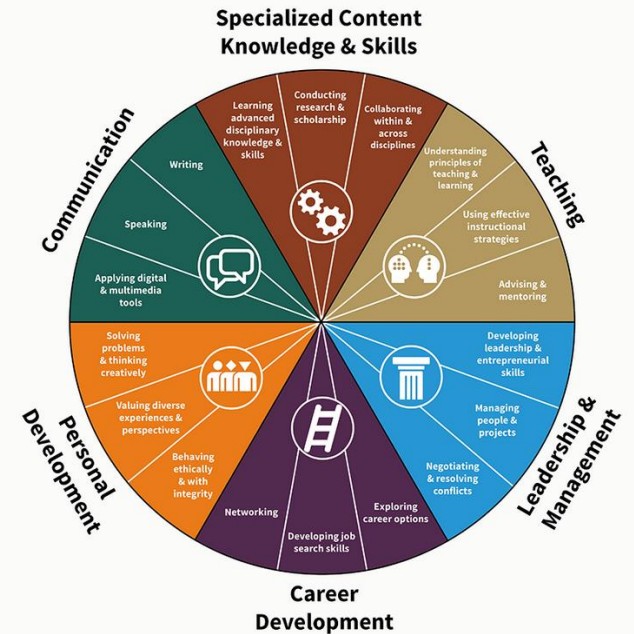 Specialized Content
Knowledge & Skills
Learning
advanced
disciplinary
knowledge &
skills
Conducting
research &
scholarship
Collaborating
within &
across
disciplines
Teaching
Understanding
principles of
teaching &
learning
Using effective
instructional
strategies
Advising &
mentoring
Leadership &
Management
Developing
leadership &
entrepreneurial
skills
Managing
people &
projects
Negotiating
& resolving
conflicts
Career
Development
Exploring
career options
Developing job
search skills
Networking
Personal
Development
Behaving
ethically
& with
integrity
Valuing diverse
experiences &
perspectives
Solving
problems
& thinking
creatively
Communication
Applying digital
& multimedia
tools
Speaking
Writing